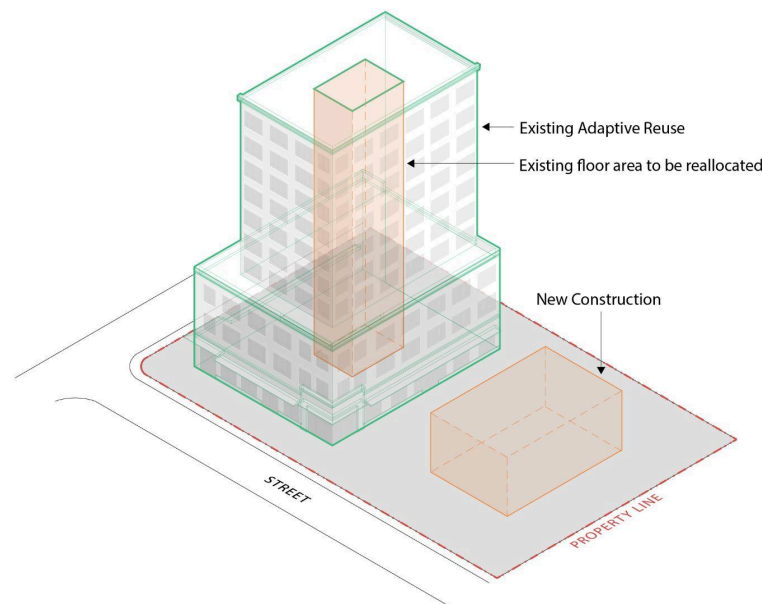 Existing Adaptive Reuse
Existing floor area to be reallocated
New Construction
STREET
PROPERTY LINE